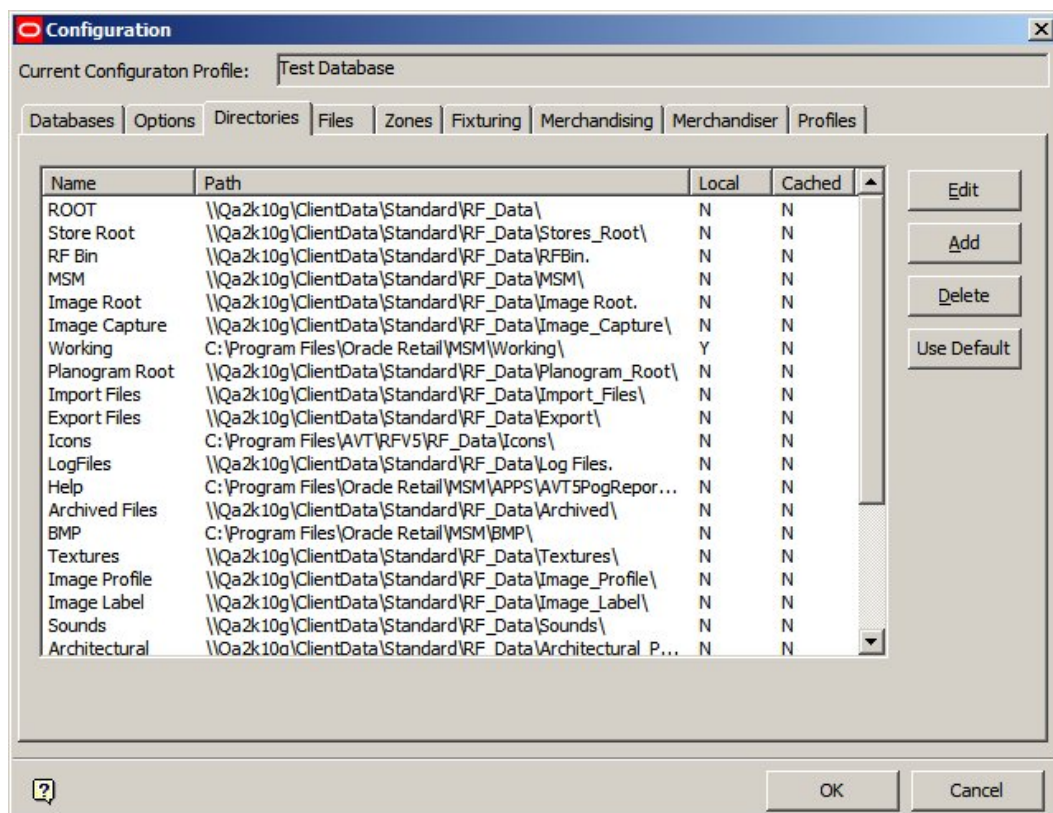 Configuration
Current Configuraton Profile: Test Database
Databases Options Directories Files Zones Fixturing Merchandising Merchandiser Profiles
Name Path Local Cached
ROOT \\Qa2k10g\ClientData\Standard\RF_Data\ N N
Store Root \\Qa2k10g\ClientData\Standard\RF_Data\Stores_Root\ N N
RF Bin \\Qa2k10g\ClientData\Standard\RF_Data\RFBin. N N
MSM \\Qa2k10g\ClientData\Standard\RF_Data\MSM\ N N
Image Root \\Qa2k10g\ClientData\Standard\RF_Data\Image Root. N N
Image Capture \\Qa2k10g\ClientData\Standard\RF_Data\Image_Capture\ N N
Working C:\Program Files\Oracle Retail\MSM\Working\ Y N
Planogram Root \\Qa2k10g\ClientData\Standard\RF_Data\Planogram_Root\ N N
Import Files \\Qa2k10g\ClientData\Standard\RF_Data\Import_Files\ N N
Export Files \\Qa2k10g\ClientData\Standard\RF_Data\Export\ N N
Icons C:\Program Files\AVT\RFV5\RF_Data\Icons\ N N
LogFiles \\Qa2k10g\ClientData\Standard\RF_Data\Log Files. N N
Help C:\Program Files\Oracle Retail\MSM\APPS\AVT5PogRepor... N N
Archived Files \\Qa2k10g\ClientData\Standard\RF_Data\Archived\ N N
BMP C:\Program Files\Oracle Retail\MSM\BMP\ N N
Textures \\Qa2k10g\ClientData\Standard\RF_Data\Textures\ N N
Image Profile \\Qa2k10g\ClientData\Standard\RF_Data\Image_Profile\ N N
Image Label \\Qa2k10g\ClientData\Standard\RF_Data\Image_Label\ N N
Sounds \\Qa2k10g\ClientData\Standard\RF_Data\Sounds\ N N
Architectural \\Qa2k10g\ClientData\Standard\RF_Data\Architectural_P... N N
Edit
Add
Delete
Use Default
OK Cancel